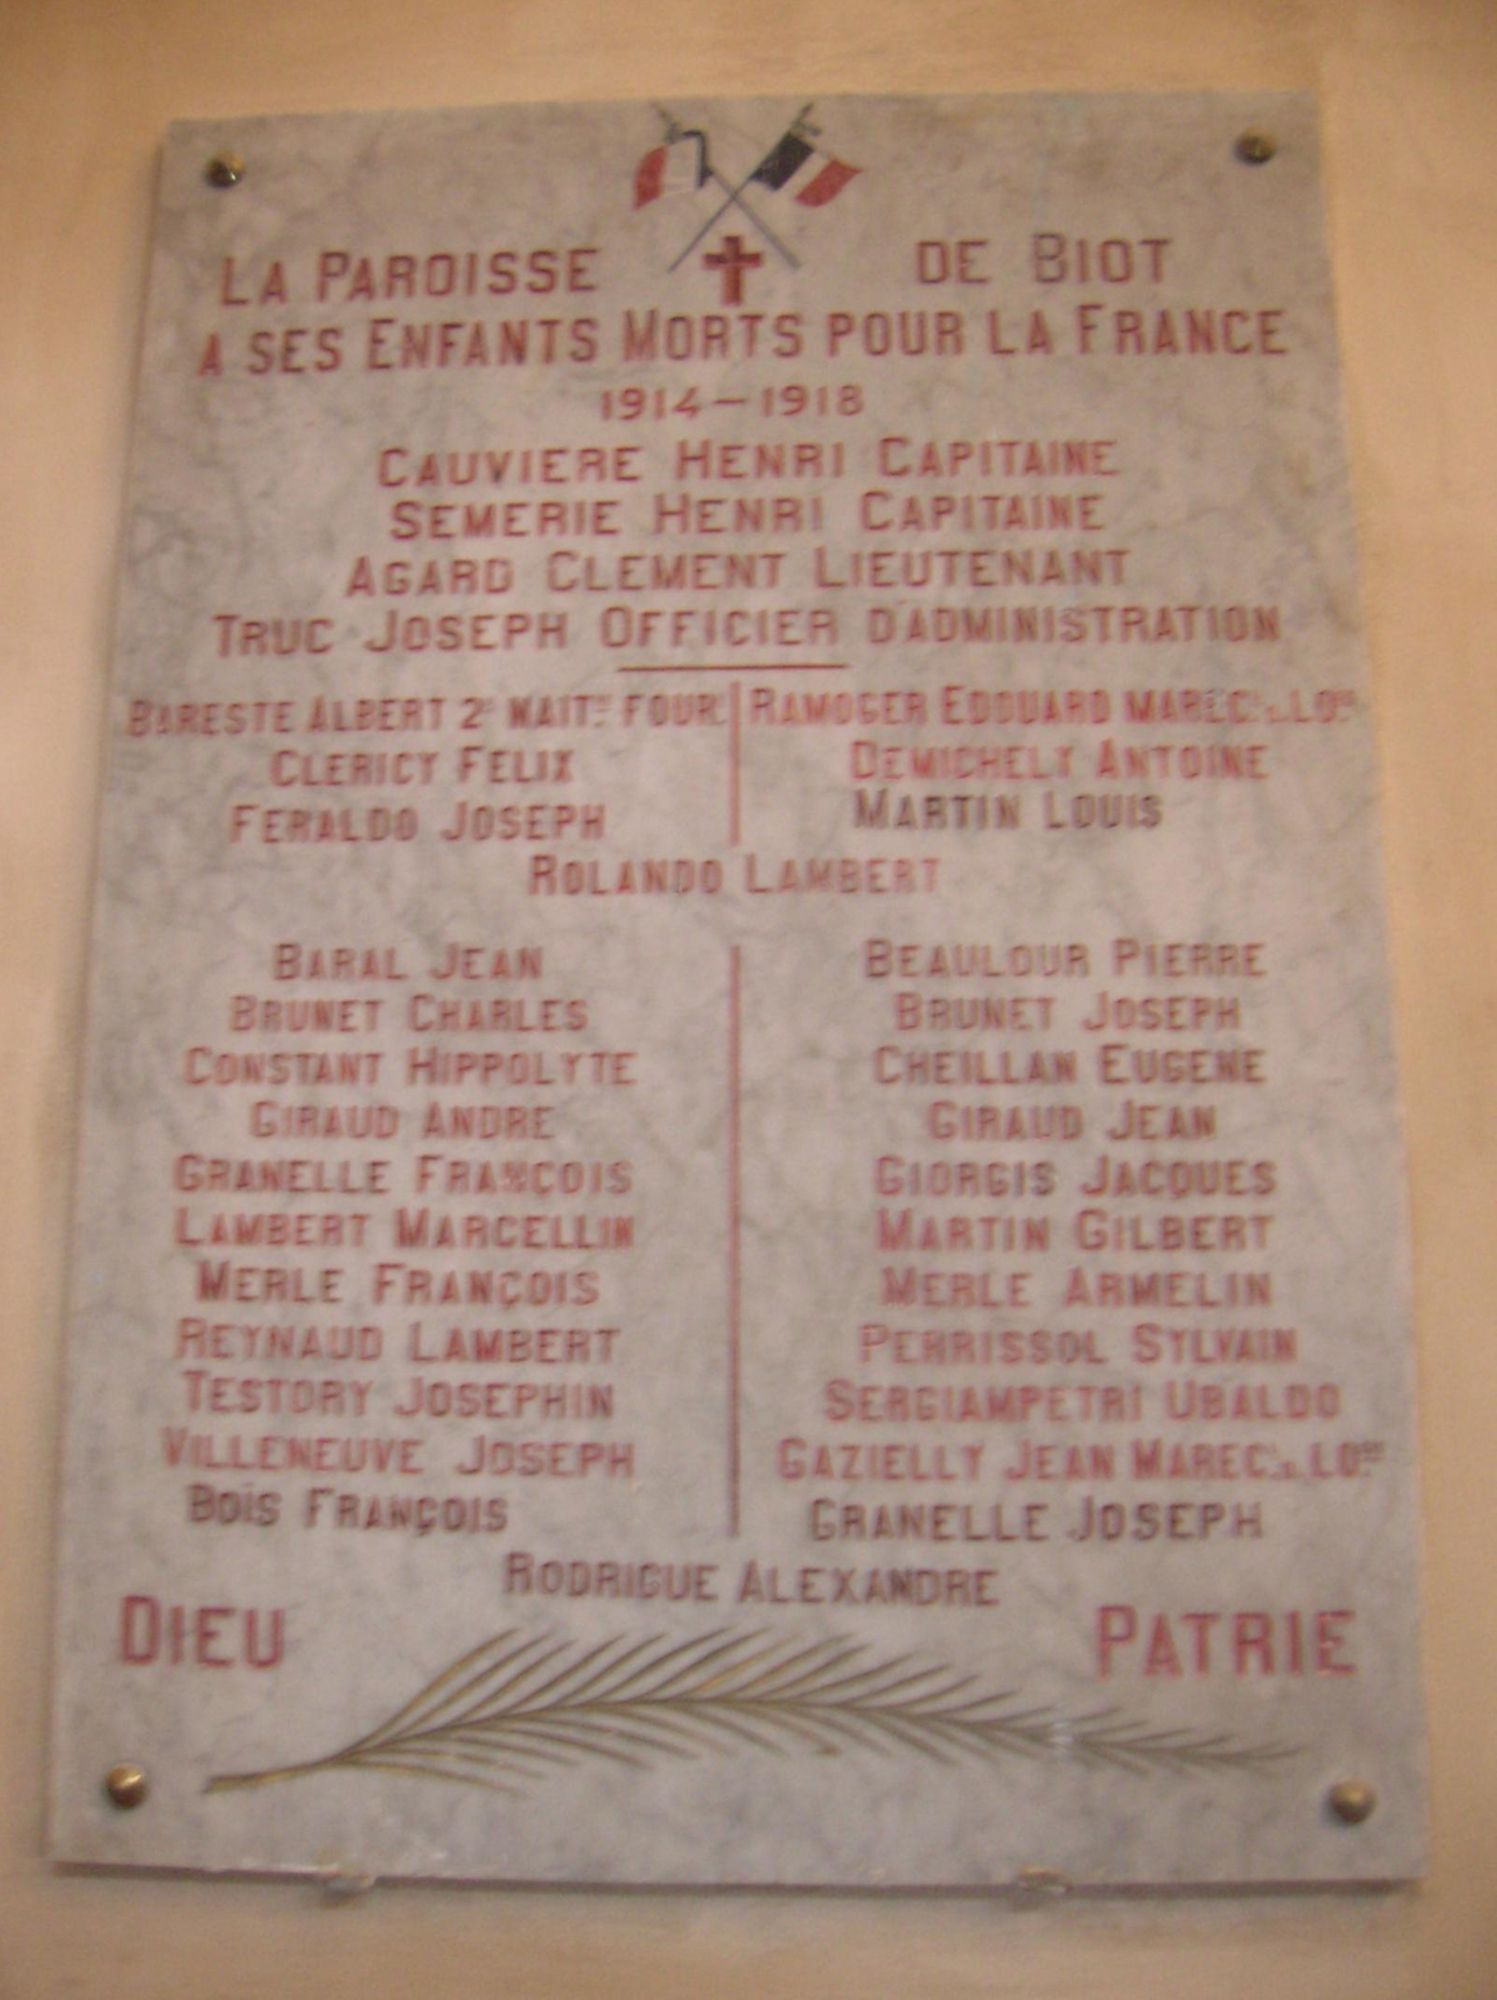 LA PAROISSE DE BIOT
A SES ENFANTS MORTS POUR LA FRANCE
1914-1918
CAUVIERE HENRI CAPITAINE
SEMERIE HENRI CAPITAINE
AGARD CLEMENT LIEUTENANT
TRUC JOSEPH OFFICIER D'ADMINISTRATION
BARESTE ALBERT 2e MAITre FOUR.
CLERICY FELIX
FERALDO JOSEPH
RAMOGER EDOUARD MAREC. L. LOgis
DEMICHELY ANTOINE
MARTIN LOUIS
ROLANDO LAMBERT
BARAL JEAN
BRUNET CHARLES
CONSTANT HIPPOLYTE
GIRAUD ANDRE
GRANELLE FRANÇOIS
LAMBERT MARCELLIN
MERLE FRANÇOIS
REYNAUD LAMBERT
TESTORY JOSEPHIN
VILLENEUVE JOSEPH
BOIS FRANÇOIS
BEAULOUR PIERRE
BRUNET JOSEPH
CHEILLAN EUGENE
GIRAUD JEAN
GIORGIS JACQUES
MARTIN GILBERT
MERLE ARMELIN
PERRISSOL SYLVAIN
SERGIAMPETRI UBALDO
GAZIELLY JEAN MAREC.
GRANELLE JOSEPH
RODRIGUE ALEXANDRE
DIEU PATRIE